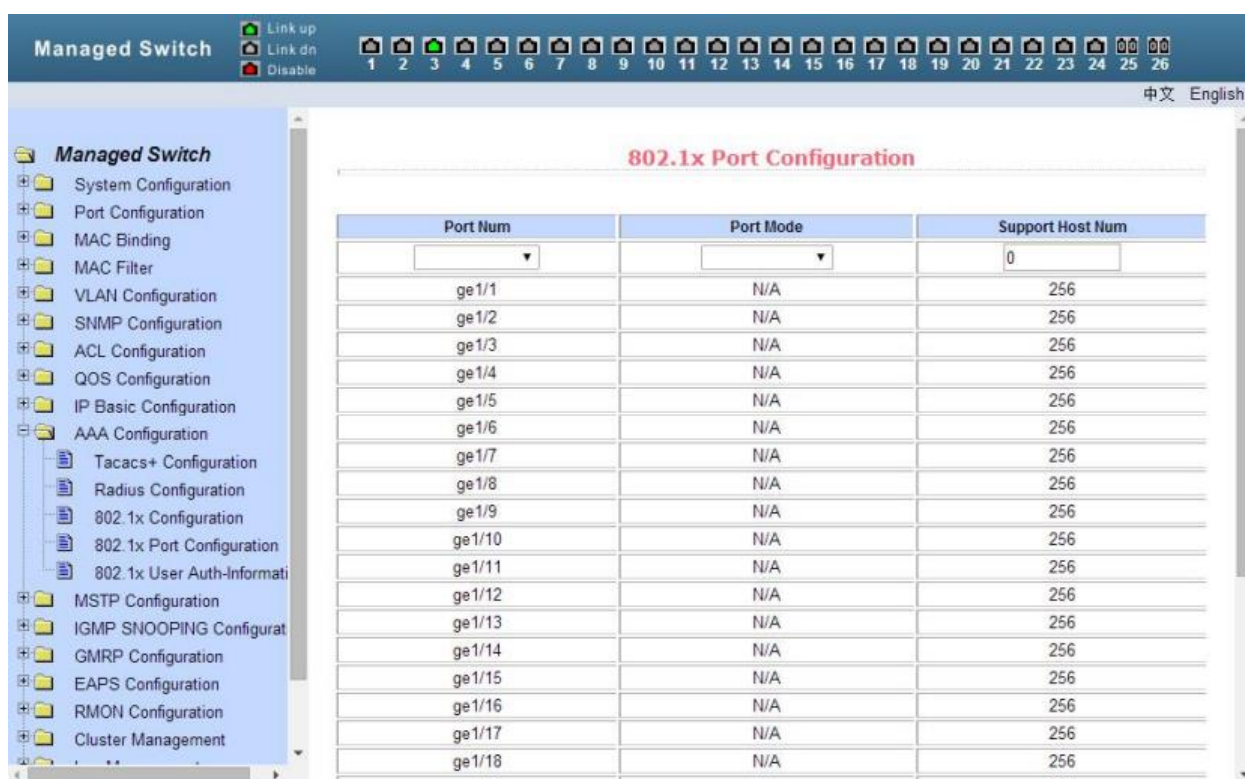 Managed Switch
Link up
Link dn
Disable
1 2 3 4 5 6 7 8 9 10 11 12 13 14 15 16 17 18 19 20 21 22 23 24 25 26
中文 English
Managed Switch
System Configuration
Port Configuration
MAC Binding
MAC Filter
VLAN Configuration
SNMP Configuration
ACL Configuration
QOS Configuration
IP Basic Configuration
AAA Configuration
Tacacs+ Configuration
Radius Configuration
802.1x Configuration
802.1x Port Configuration
802.1x User Auth-Informati
MSTP Configuration
IGMP SNOOPING Configurat
GMRP Configuration
EAPS Configuration
RMON Configuration
Cluster Management
802.1x Port Configuration
Port Num Port Mode Support Host Num
0
ge1/1 N/A 256
ge1/2 N/A 256
ge1/3 N/A 256
ge1/4 N/A 256
ge1/5 N/A 256
ge1/6 N/A 256
ge1/7 N/A 256
ge1/8 N/A 256
ge1/9 N/A 256
ge1/10 N/A 256
ge1/11 N/A 256
ge1/12 N/A 256
ge1/13 N/A 256
ge1/14 N/A 256
ge1/15 N/A 256
ge1/16 N/A 256
ge1/17 N/A 256
ge1/18 N/A 256